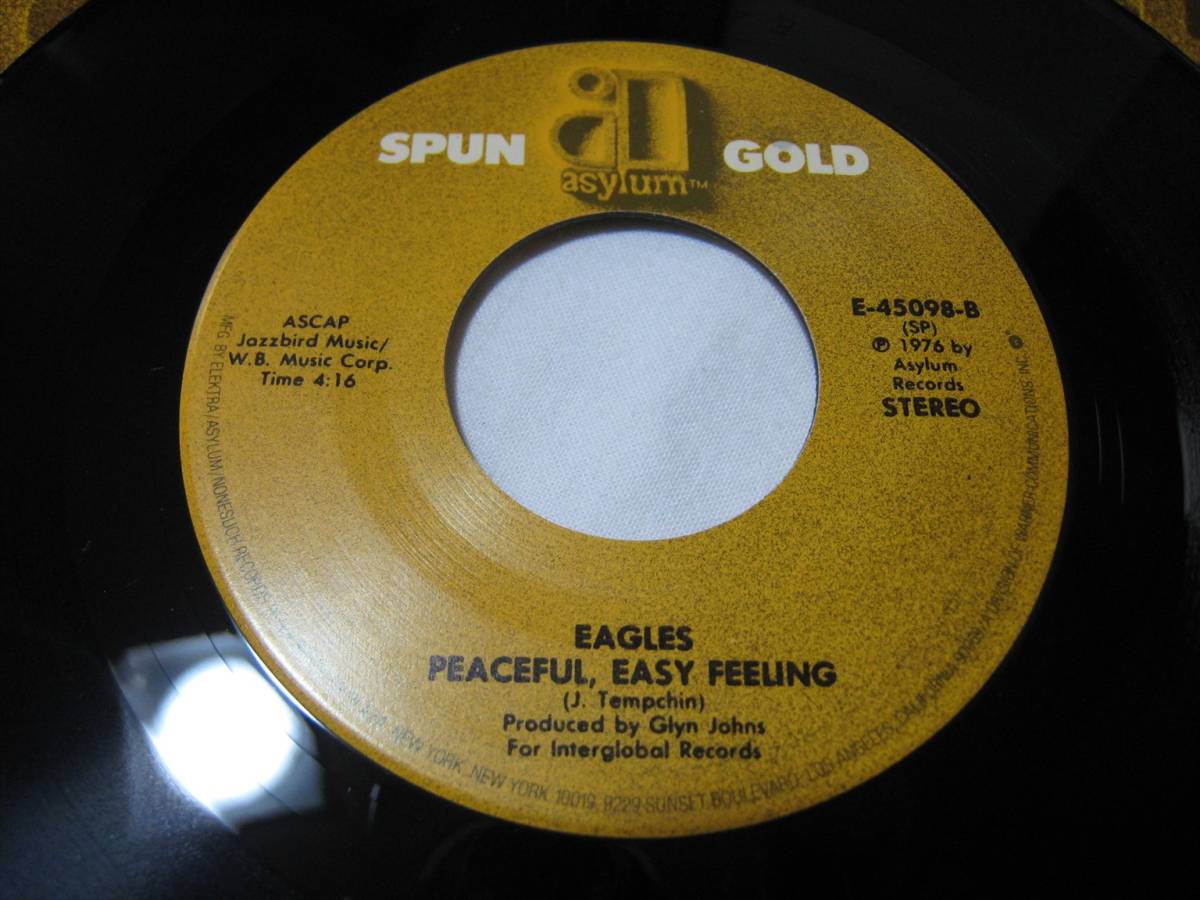 SPUN GOLD
asylum™
ASCAP
Jazzbird Music/
W.B. Music Corp.
Time 4:16
E-45098-B
(SP)
℗ 1976 by
Asylum
Records
STEREO
EAGLES
PEACEFUL, EASY FEELING
(J. Tempchin)
Produced by Glyn Johns
For Interglobal Records
MFG. BY ELEKTRA/ASYLUM/NONESUCH RECORDS NEW YORK, NEW YORK 10019, 9229 SUNSET BOULEVARD, LOS ANGELES, CALIFORNIA 90069/A DIVISION OF WARNER COMMUNICATIONS INC.